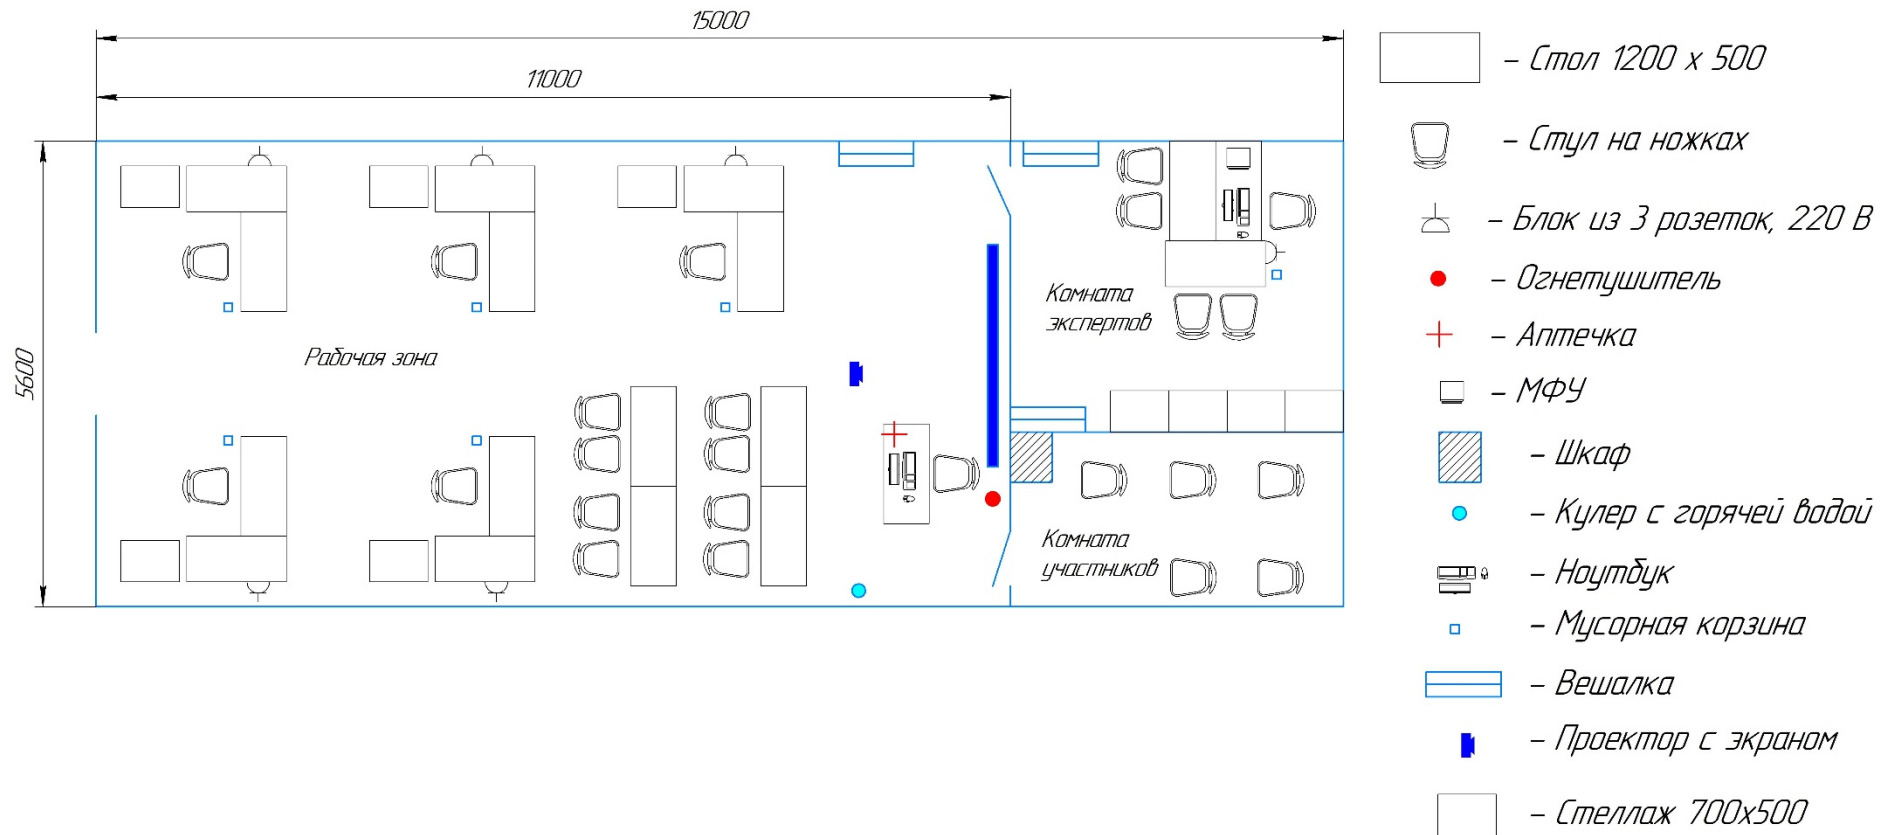 15000
11000
5600
Рабочая зона
Комната
экспертов
Комната
участников
– Стол 1200 х 500
– Стул на ножках
– Блок из 3 розеток, 220 В
– Огнетушитель
– Аптечка
– МФУ
– Шкаф
– Кулер с горячей водой
– Ноутбук
– Мусорная корзина
– Вешалка
– Проектор с экраном
– Стеллаж 700х500